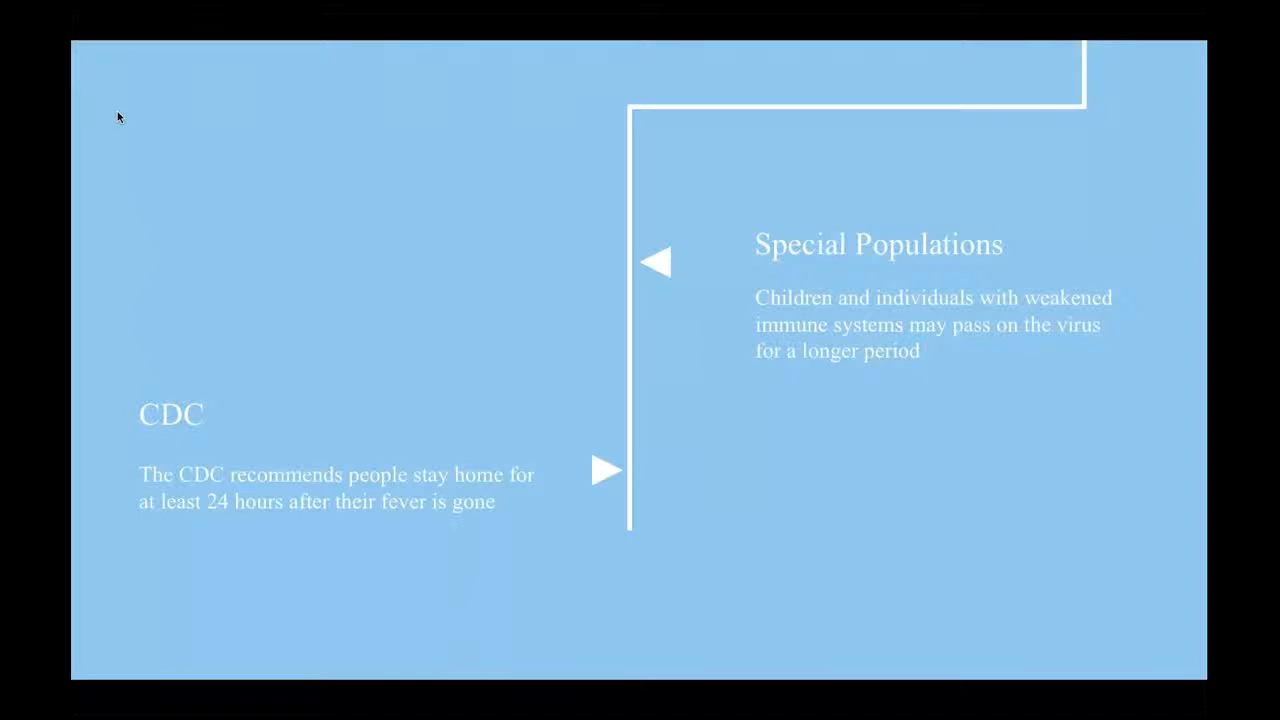 Special Populations
Children and individuals with weakened
immune systems may pass on the virus
for a longer period
CDC
The CDC recommends people stay home for
at least 24 hours after their fever is gone